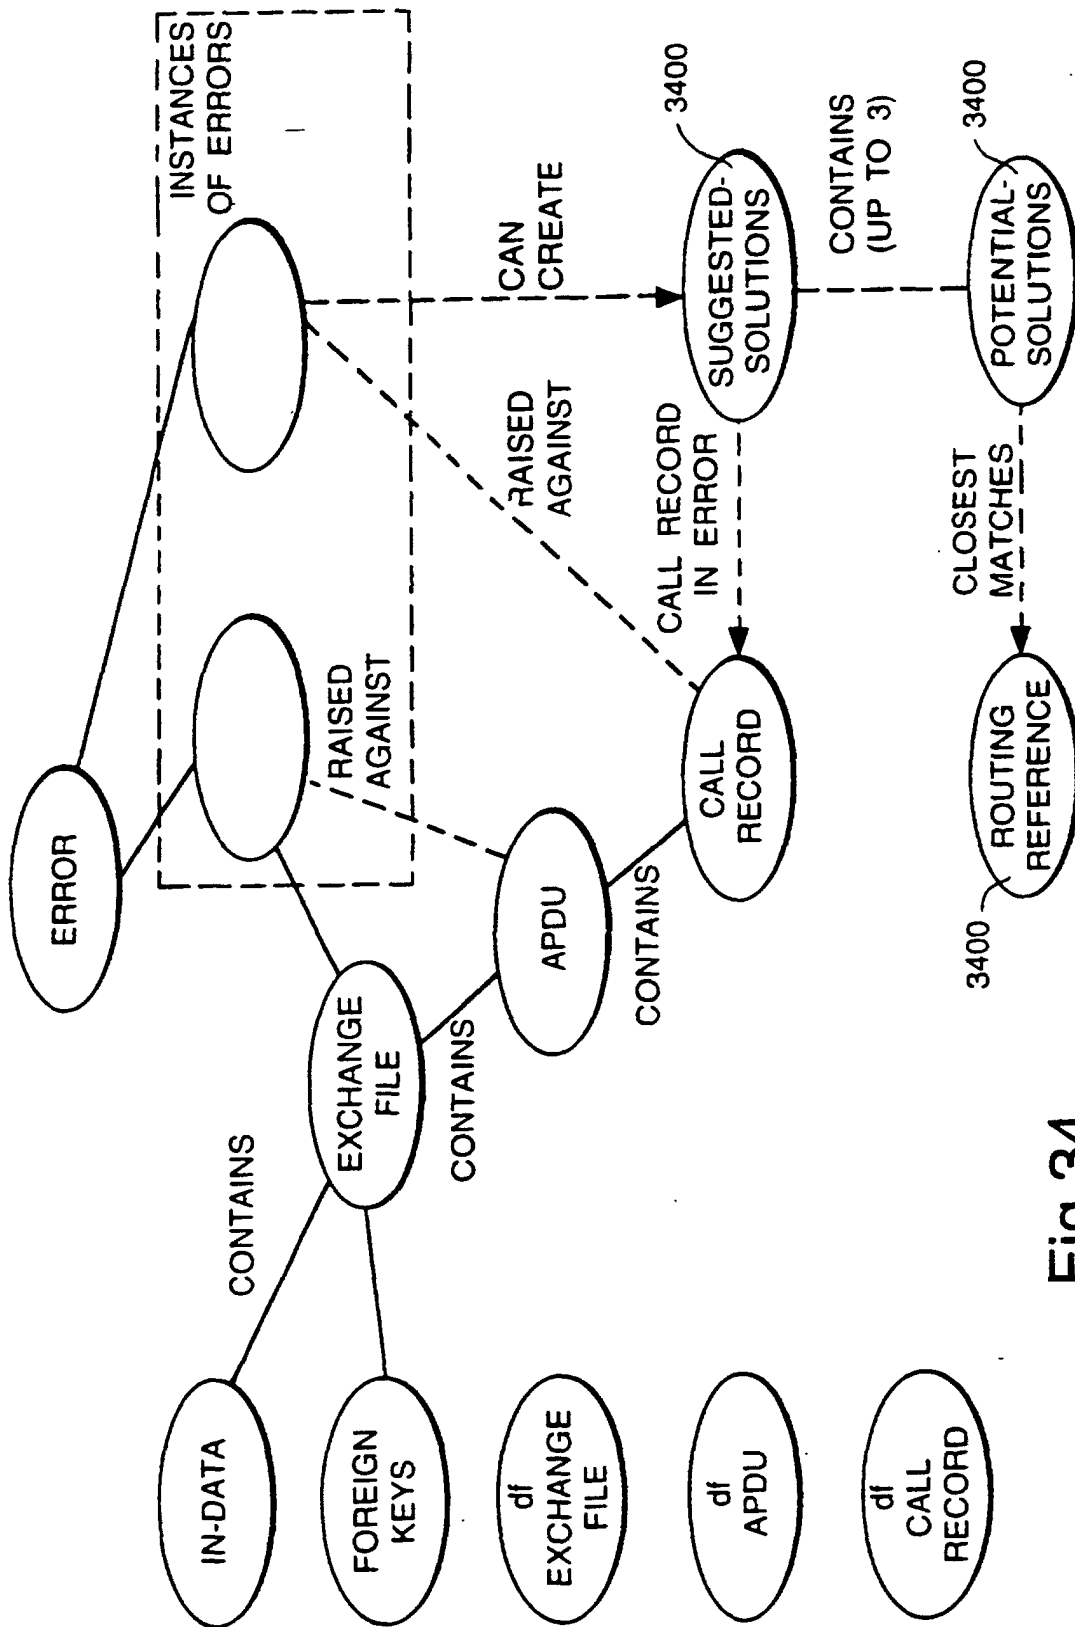 ERROR
INSTANCES
OF ERRORS
IN-DATA
CONTAINS
EXCHANGE
FILE
RAISED
AGAINST
FOREIGN
KEYS
CONTAINS
APDU
RAISED
AGAINST
CAN
CREATE
df
EXCHANGE
FILE
CONTAINS
CALL
RECORD
CALL RECORD
IN ERROR
SUGGESTED-
SOLUTIONS
3400
df
APDU
CONTAINS
(UP TO 3)
df
CALL
RECORD
3400
ROUTING
REFERENCE
CLOSEST
MATCHES
POTENTIAL-
SOLUTIONS
3400
Fig.34